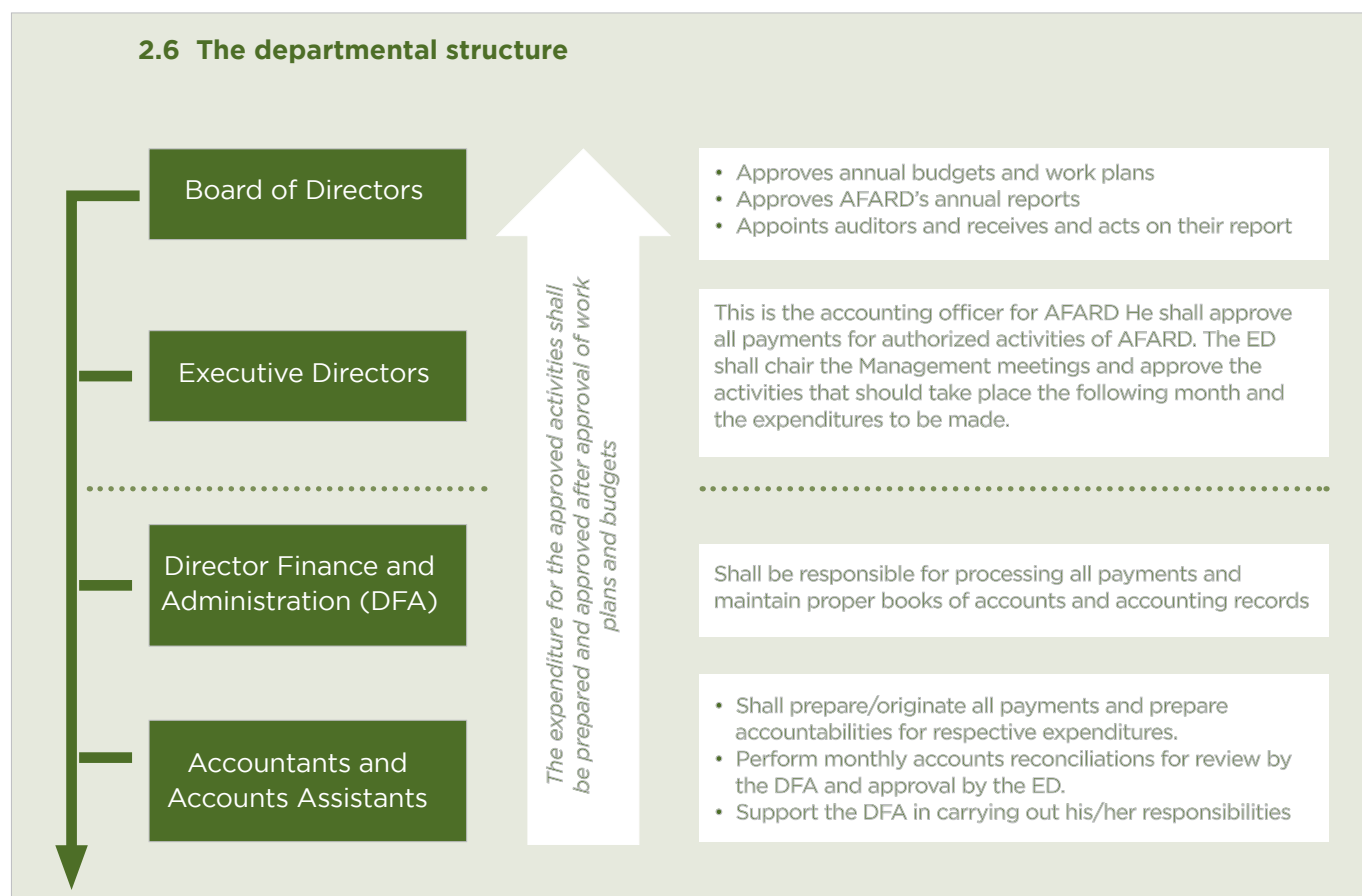 2.6 The departmental structure
Board of Directors
• Approves annual budgets and work plans
• Approves AFARD's annual reports
• Appoints auditors and receives and acts on their report
Executive Directors
This is the accounting officer for AFARD He shall approve
all payments for authorized activities of AFARD. The ED
shall chair the Management meetings and approve the
activities that should take place the following month and
the expenditures to be made.
The expenditure for the approved activities shall
be prepared and approved after approval of work
plans and budgets
Director Finance and
Administration (DFA)
Shall be responsible for processing all payments and
maintain proper books of accounts and accounting records
Accountants and
Accounts Assistants
• Shall prepare/originate all payments and prepare
accountabilities for respective expenditures.
• Perform monthly accounts reconciliations for review by
the DFA and approval by the ED.
• Support the DFA in carrying out his/her responsibilities